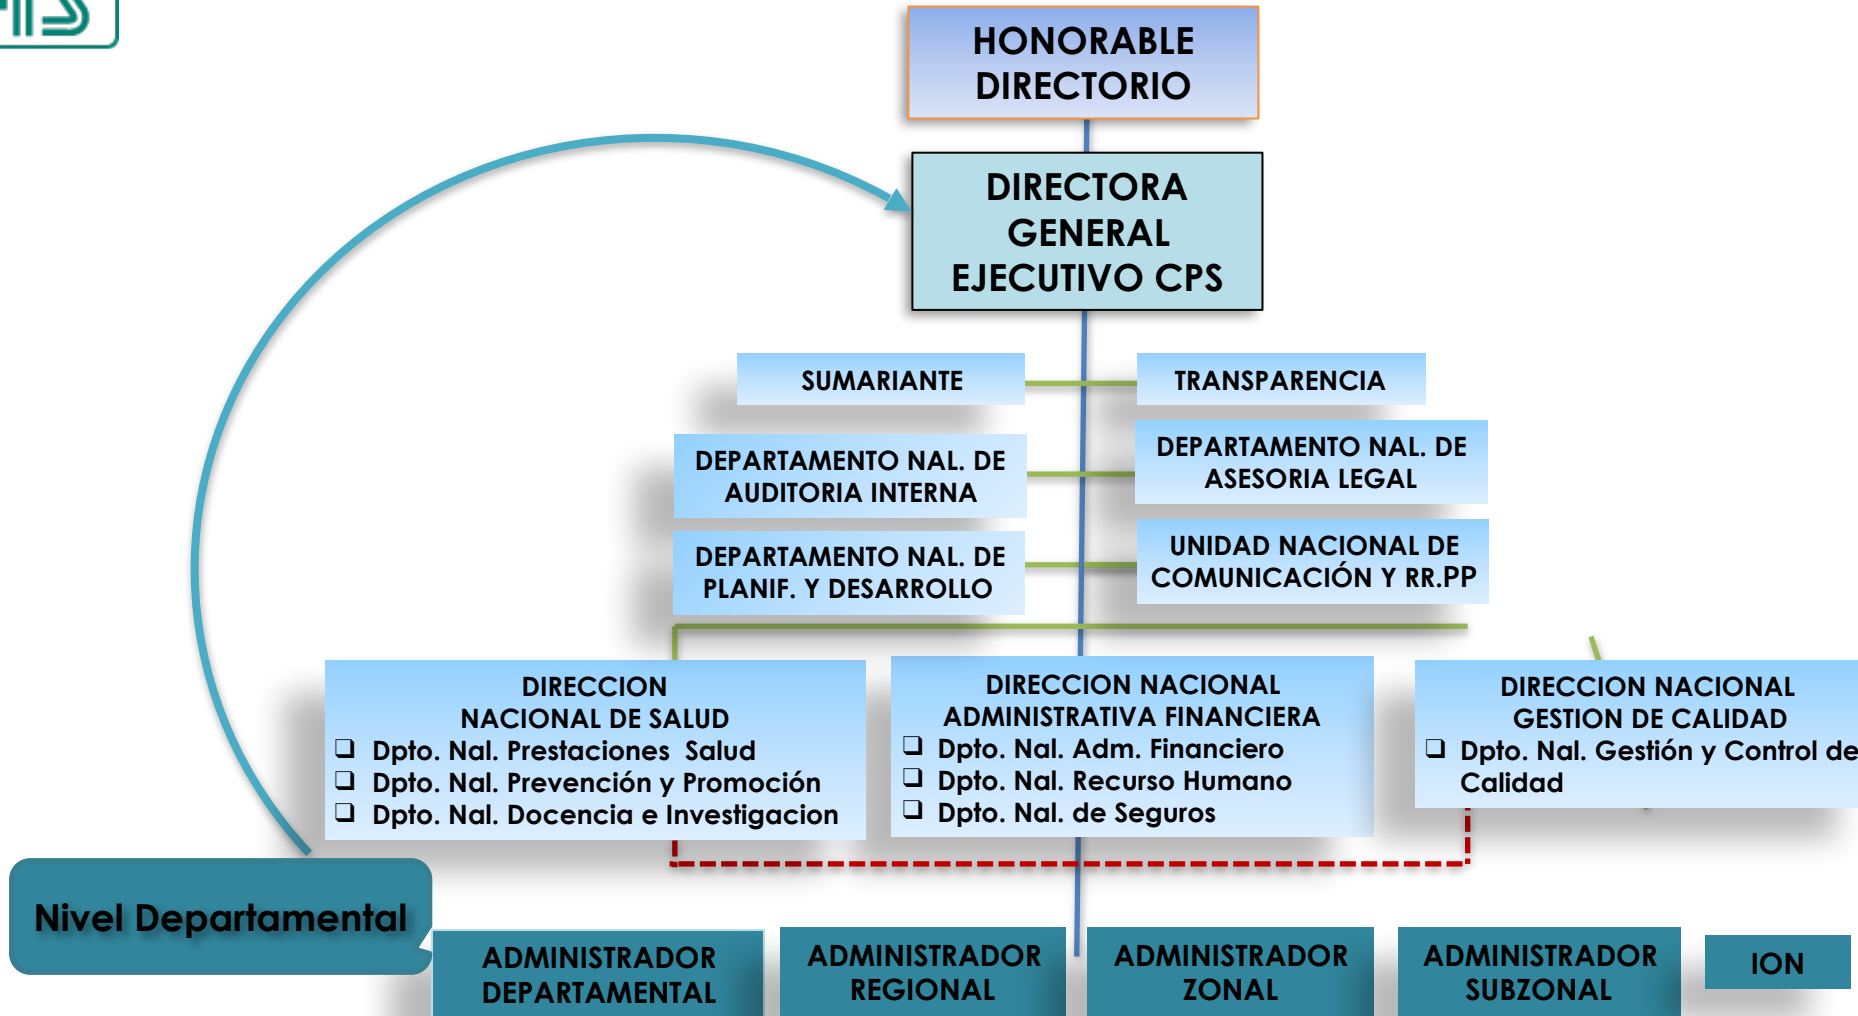 HONORABLE
DIRECTORIO
DIRECTORA
GENERAL
EJECUTIVO CPS
SUMARIANTE
TRANSPARENCIA
DEPARTAMENTO NAL. DE
AUDITORIA INTERNA
DEPARTAMENTO NAL. DE
ASESORIA LEGAL
DEPARTAMENTO NAL. DE
PLANIF. Y DESARROLLO
UNIDAD NACIONAL DE
COMUNICACIÓN Y RR.PP
DIRECCION
NACIONAL DE SALUD
❑ Dpto. Nal. Prestaciones Salud
❑ Dpto. Nal. Prevención y Promoción
❑ Dpto. Nal. Docencia e Investigacion
DIRECCION NACIONAL
ADMINISTRATIVA FINANCIERA
❑ Dpto. Nal. Adm. Financiero
❑ Dpto. Nal. Recurso Humano
❑ Dpto. Nal. de Seguros
DIRECCION NACIONAL
GESTION DE CALIDAD
❑ Dpto. Nal. Gestión y Control de
Calidad
Nivel Departamental
ADMINISTRADOR
DEPARTAMENTAL
ADMINISTRADOR
REGIONAL
ADMINISTRADOR
ZONAL
ADMINISTRADOR
SUBZONAL
ION